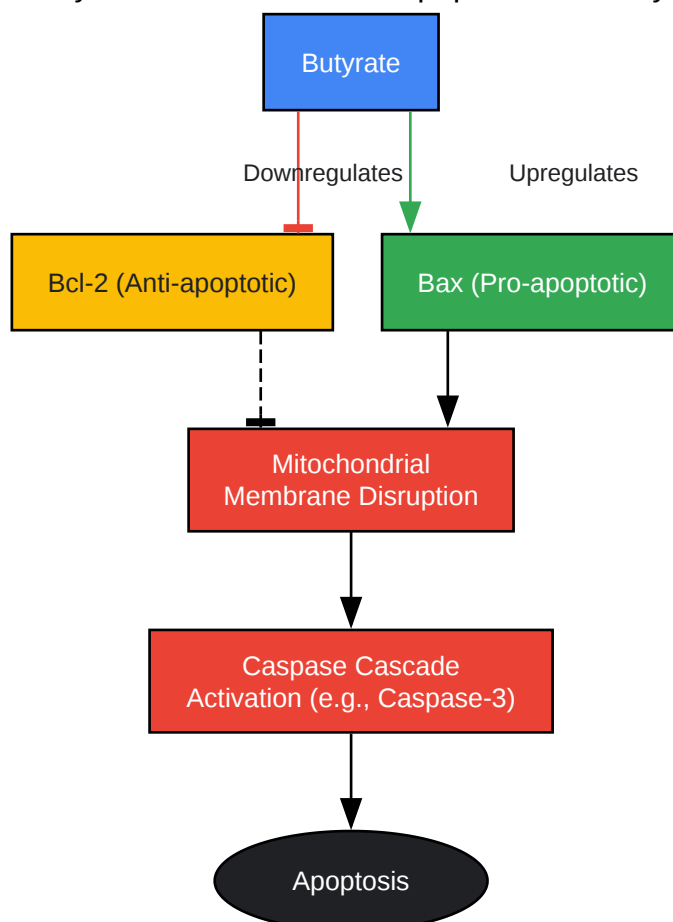 Butyrate
Downregulates
Upregulates
Bcl-2 (Anti-apoptotic)
Bax (Pro-apoptotic)
Mitochondrial
Membrane Disruption
Caspase Cascade
Activation (e.g., Caspase-3)
Apoptosis